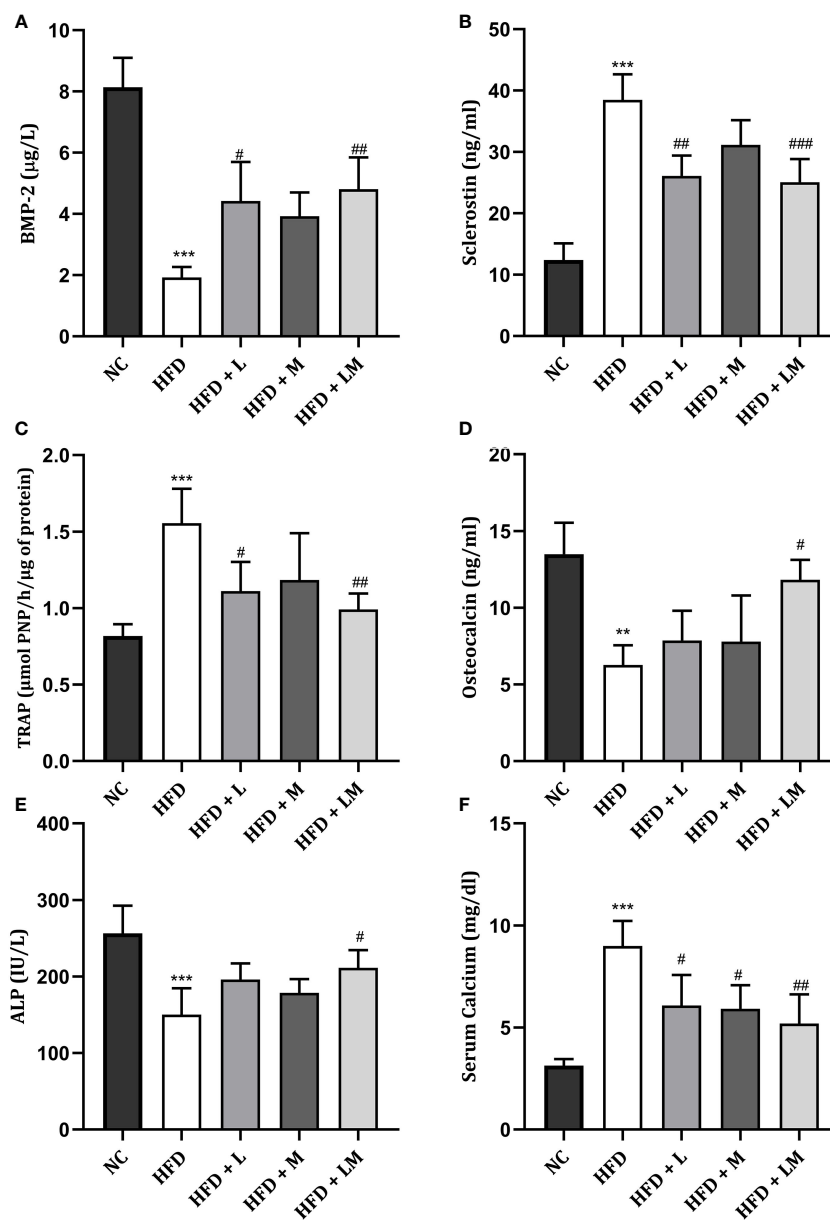 A
BMP-2 (μg/L)
10
8
6
4
2
0
***
#
##
NC
HFD
HFD + L
HFD + M
HFD + LM
B
Sclerostin (ng/ml)
50
40
30
20
10
0
***
##
###
NC
HFD
HFD + L
HFD + M
HFD + LM
C
TRAP (μmol PNP/h/μg of protein)
2.0
1.5
1.0
0.5
0.0
***
#
##
NC
HFD
HFD + L
HFD + M
HFD + LM
D
Osteocalcin (ng/ml)
20
15
10
5
0
**
#
NC
HFD
HFD + L
HFD + M
HFD + LM
E
ALP (IU/L)
400
300
200
100
0
***
#
NC
HFD
HFD + L
HFD + M
HFD + LM
F
Serum Calcium (mg/dl)
15
10
5
0
***
#
#
##
NC
HFD
HFD + L
HFD + M
HFD + LM